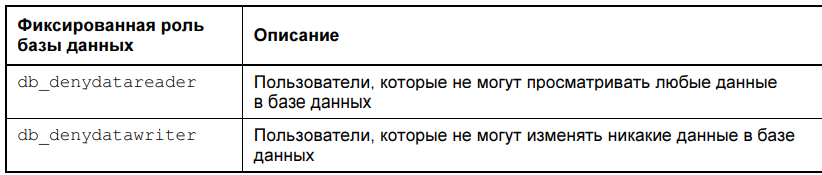 Фиксированная роль
базы данных
Описание
db_denydatareader
Пользователи, которые не могут просматривать любые данные
в базе данных
db_denydatawriter
Пользователи, которые не могут изменять никакие данные в базе
данных